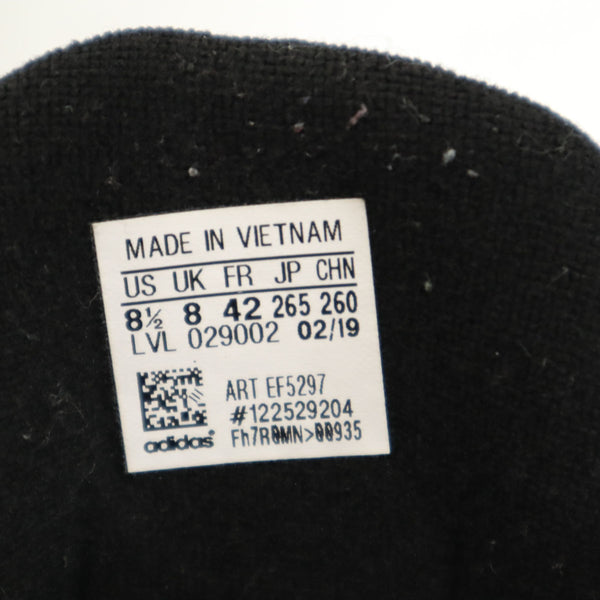 MADE IN VIETNAM
US UK FR JP CHN
8½ 8 42 265 260
LVL 029002 02/19
ART EF5297
#122529204
adidas